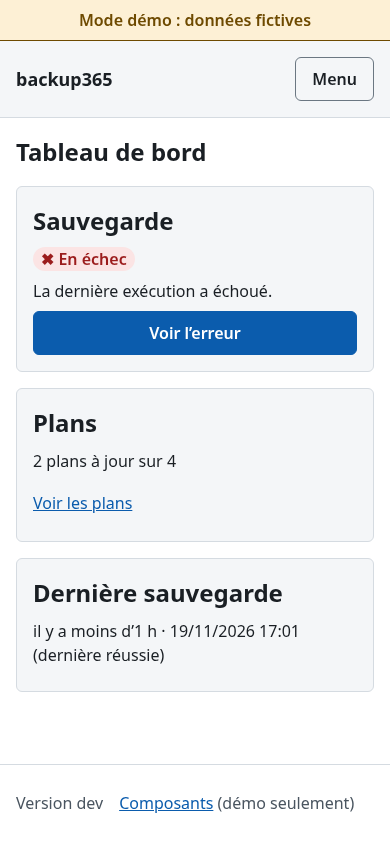 Mode démo : données fictives
backup365
Menu
Tableau de bord
Sauvegarde
✖ En échec
La dernière exécution a échoué.
Voir l’erreur
Plans
2 plans à jour sur 4
Voir les plans
Dernière sauvegarde
il y a moins d’1 h · 19/11/2026 17:01
(dernière réussie)
Version dev Composants (démo seulement)